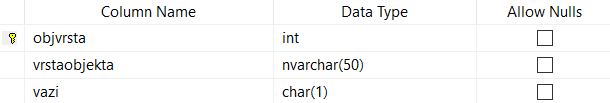 Column Name Data Type Allow Nulls
objvrsta int
vrstaobjekta nvarchar(50)
vazi char(1)